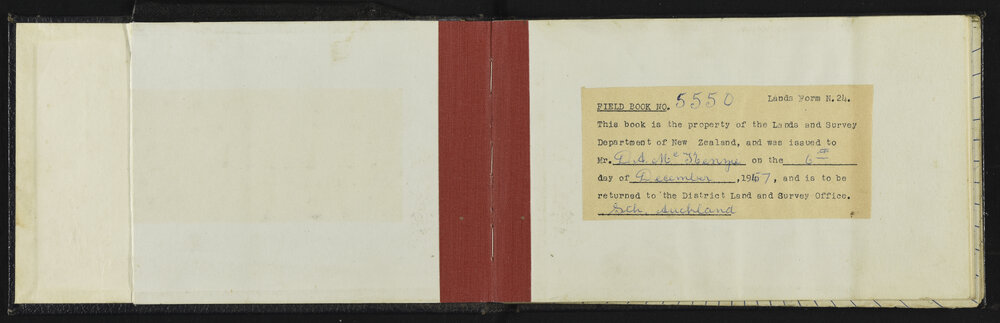 FIELD BOOK NO. 5550 Lands Form N.24.
This book is the property of the Lands and Survey
Department of New Zealand, and was issued to
Mr. D.A. McKenzie on the 6th
day of December ,1967, and is to be
returned to the District Land and Survey Office.
Sth. Auckland